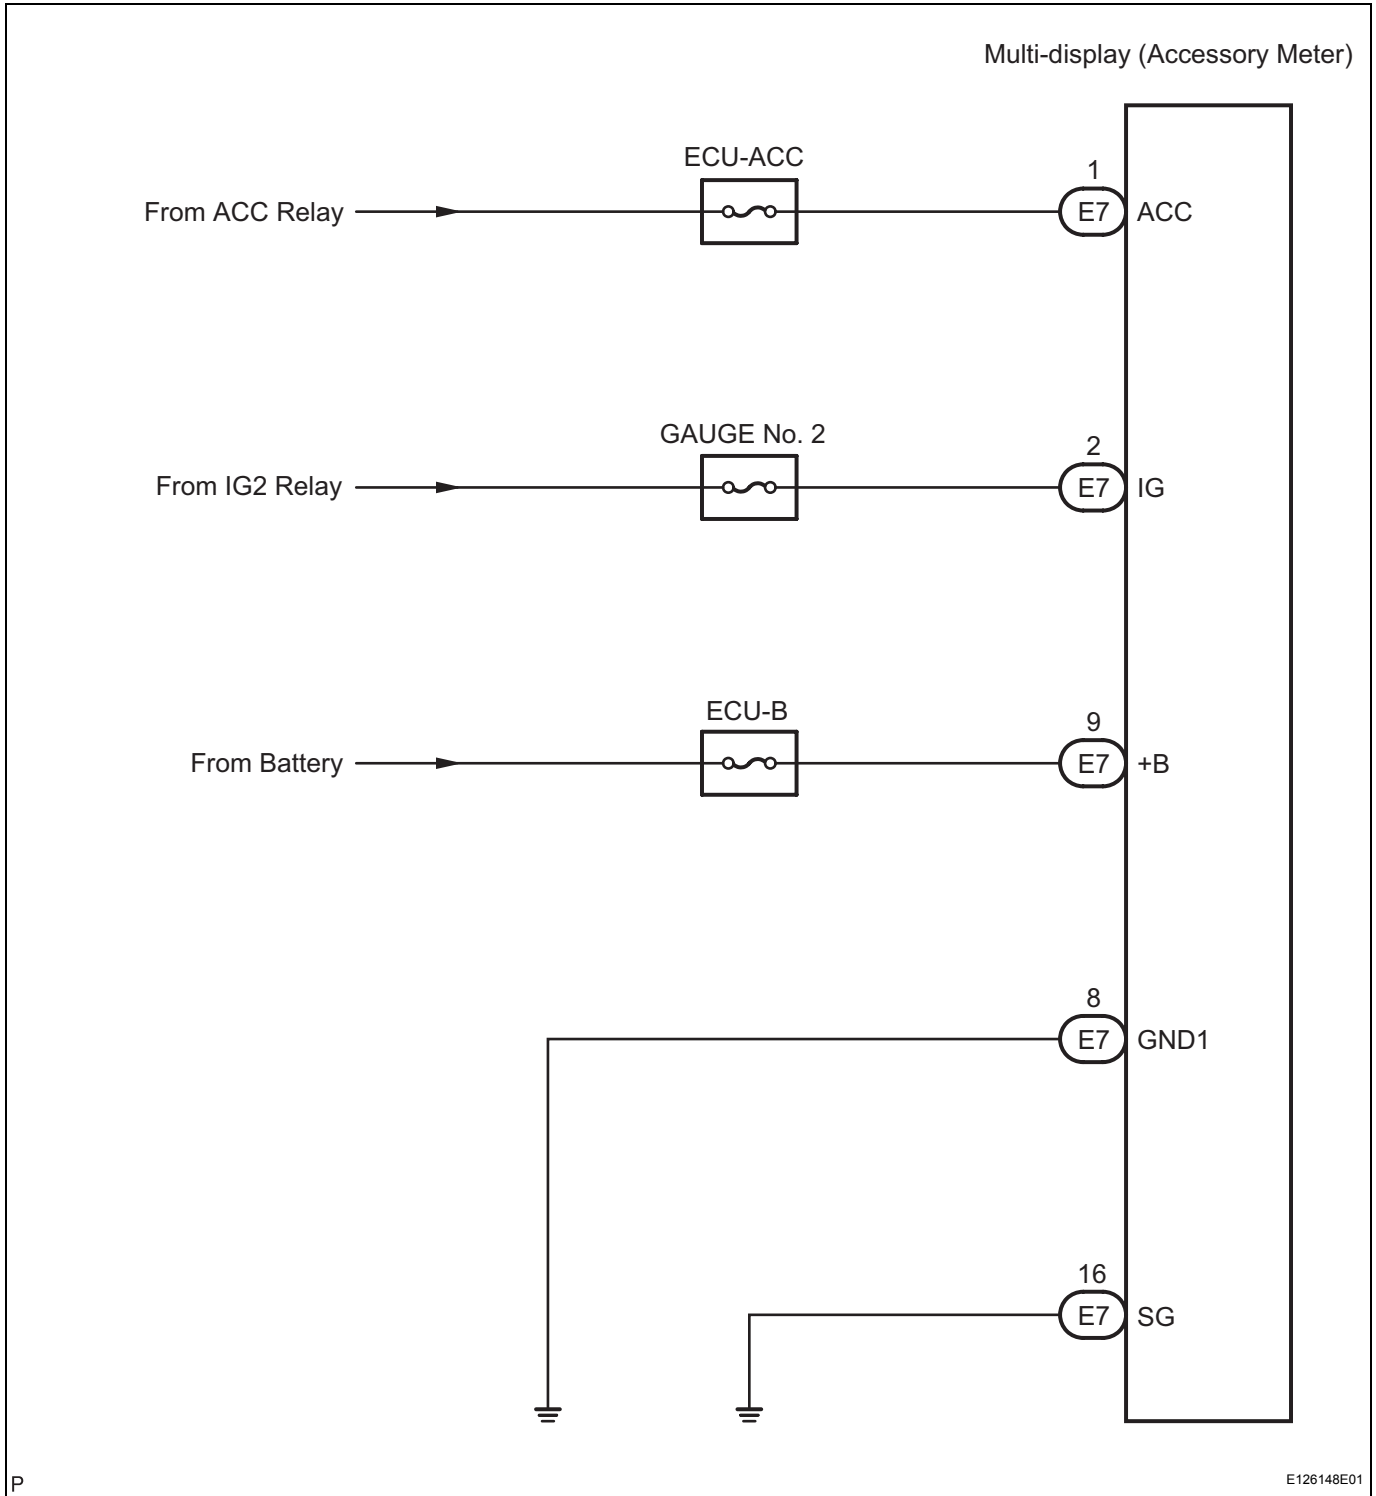 Multi-display (Accessory Meter)
ECU-ACC
1
From ACC Relay
E7
ACC
GAUGE No. 2
2
From IG2 Relay
E7
IG
ECU-B
9
From Battery
E7
+B
8
E7
GND1
16
E7
SG
P
E126148E01